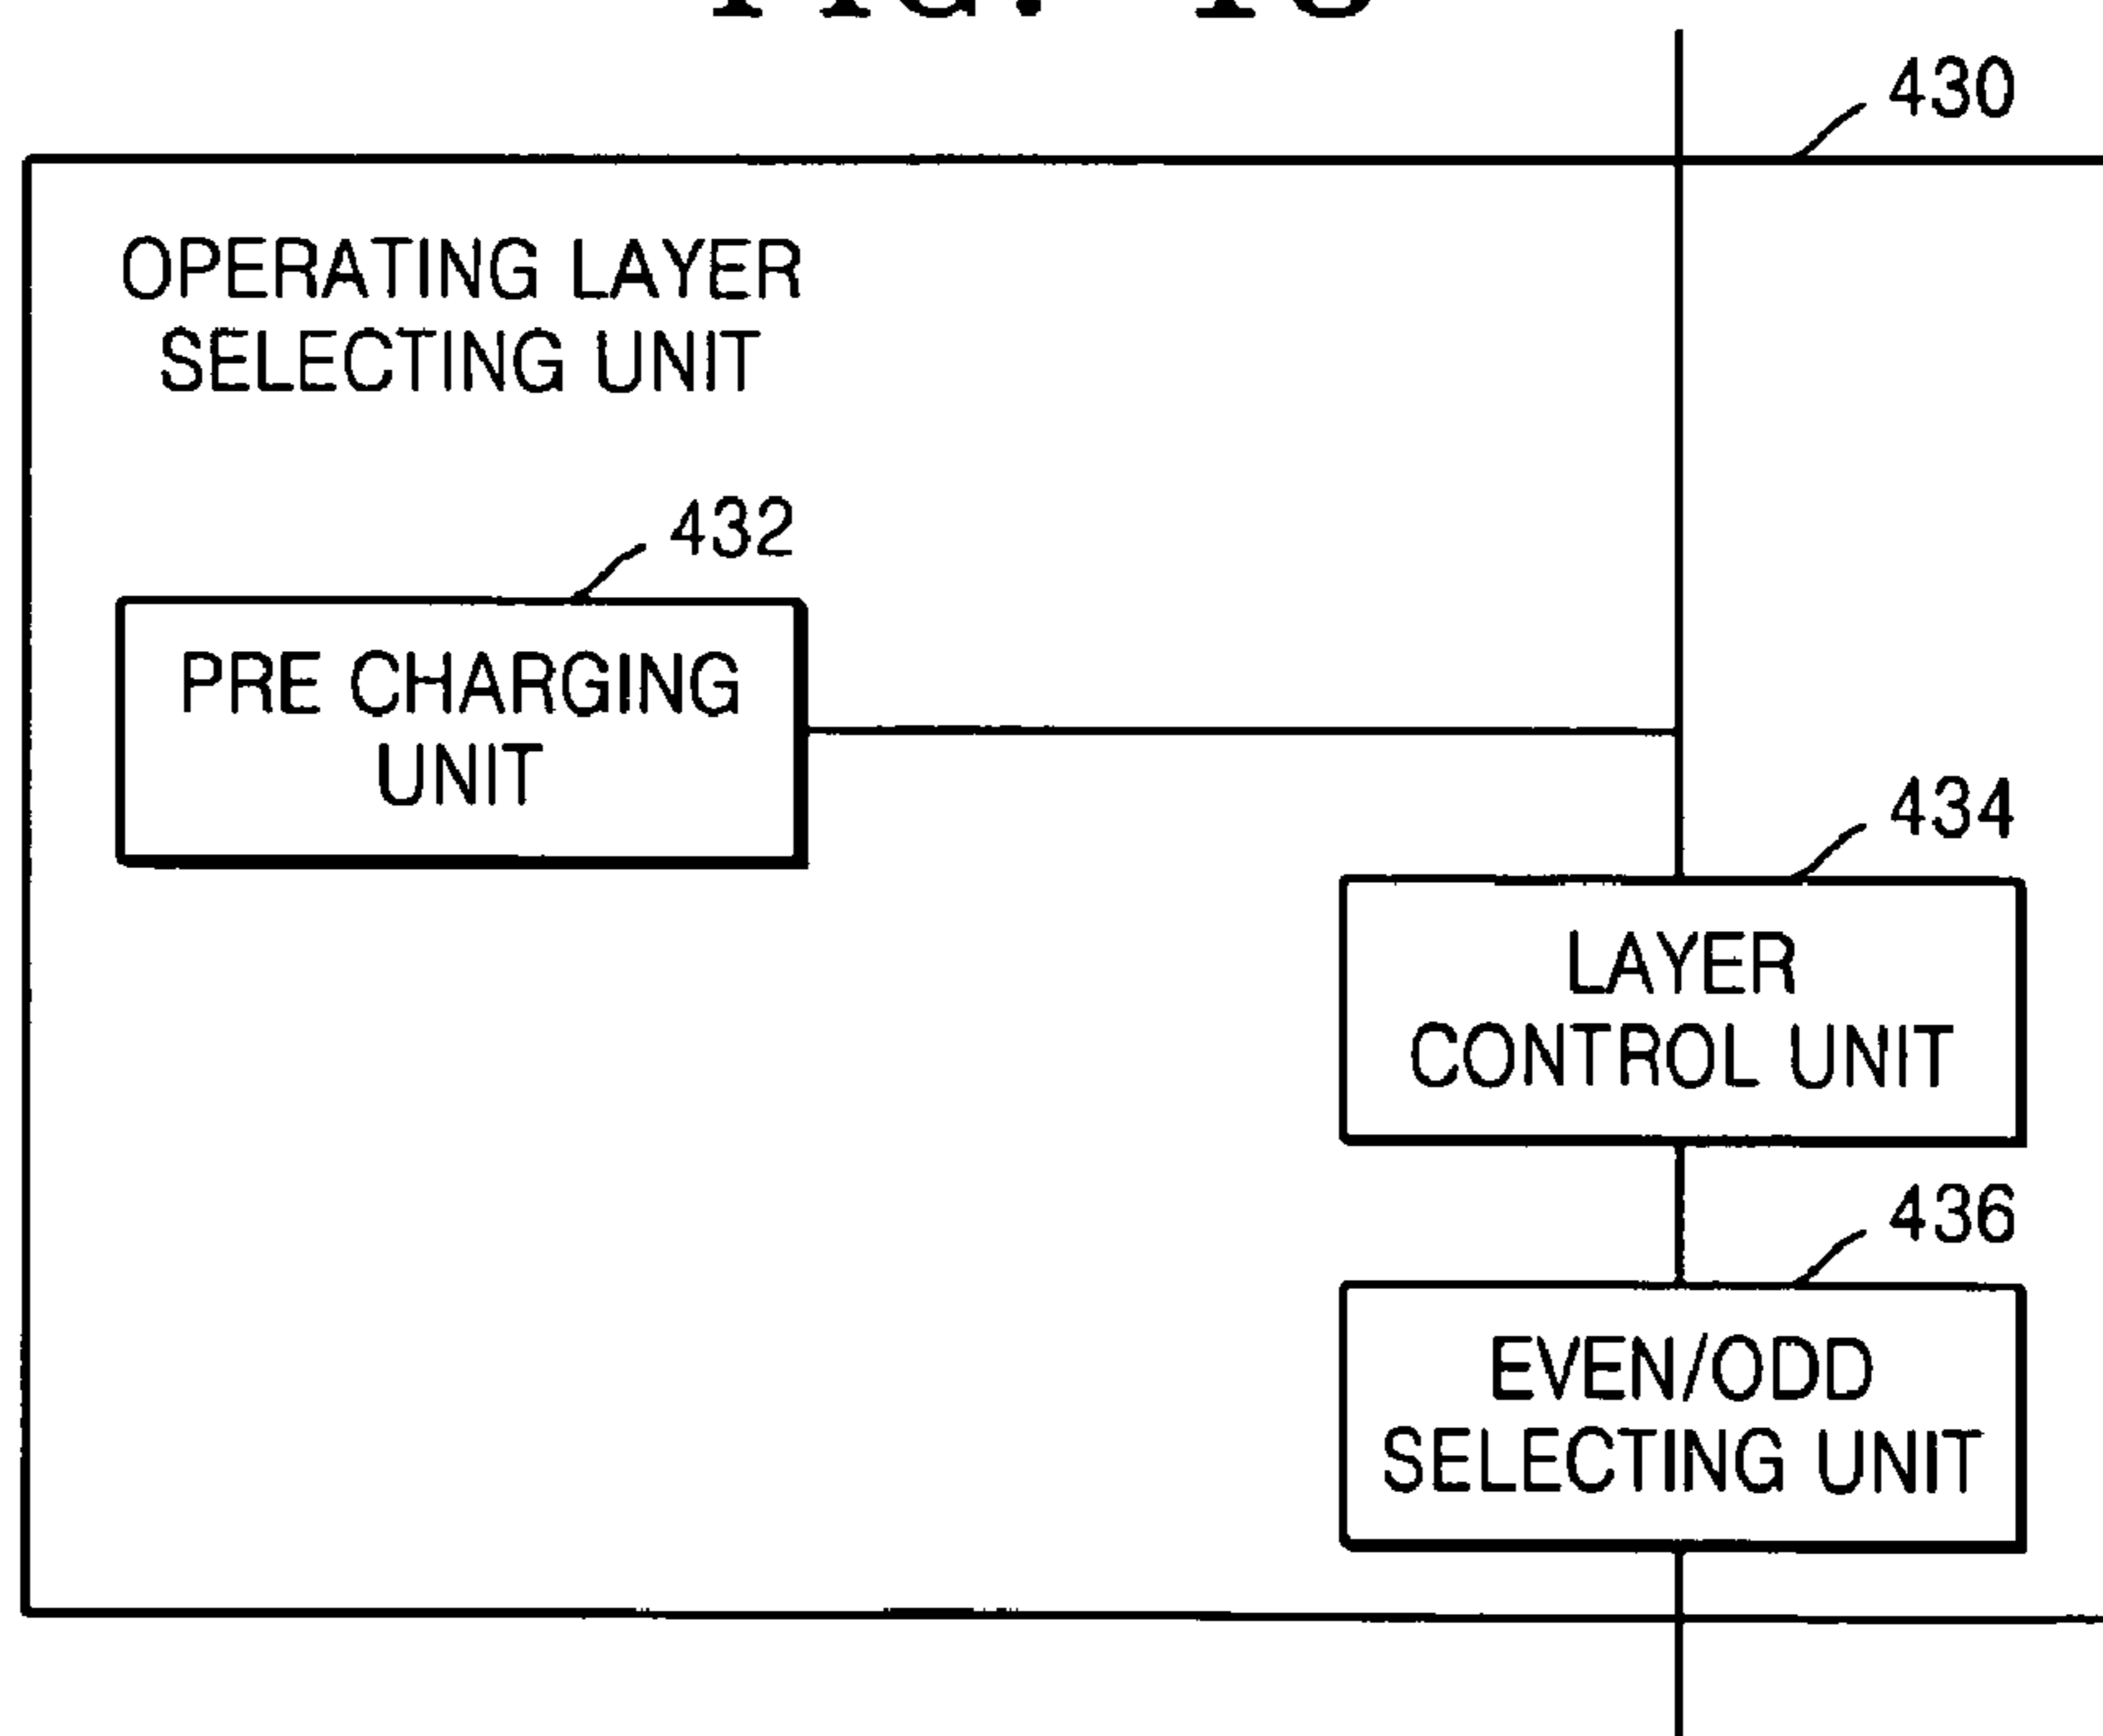 430
OPERATING LAYER
SELECTING UNIT
432
PRE CHARGING
UNIT
434
LAYER
CONTROL UNIT
436
EVEN/ODD
SELECTING UNIT